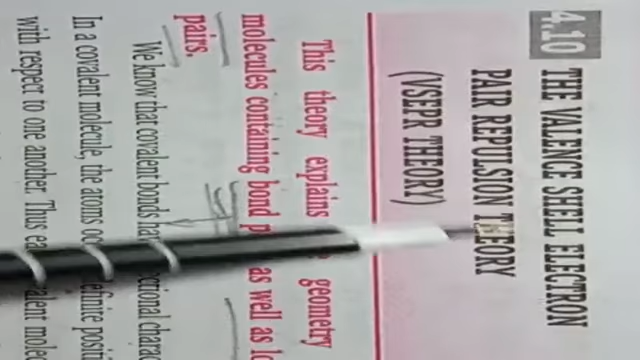 4.10 THE VALENCE SHELL ELECTRON
PAIR REPULSION THEORY
(VSEPR THEORY)
This theory explains geometry
molecules containing bond as well as
pairs.
We know that covalent bonds
In a covalent molecule, the atoms
with respect to one another. Thus